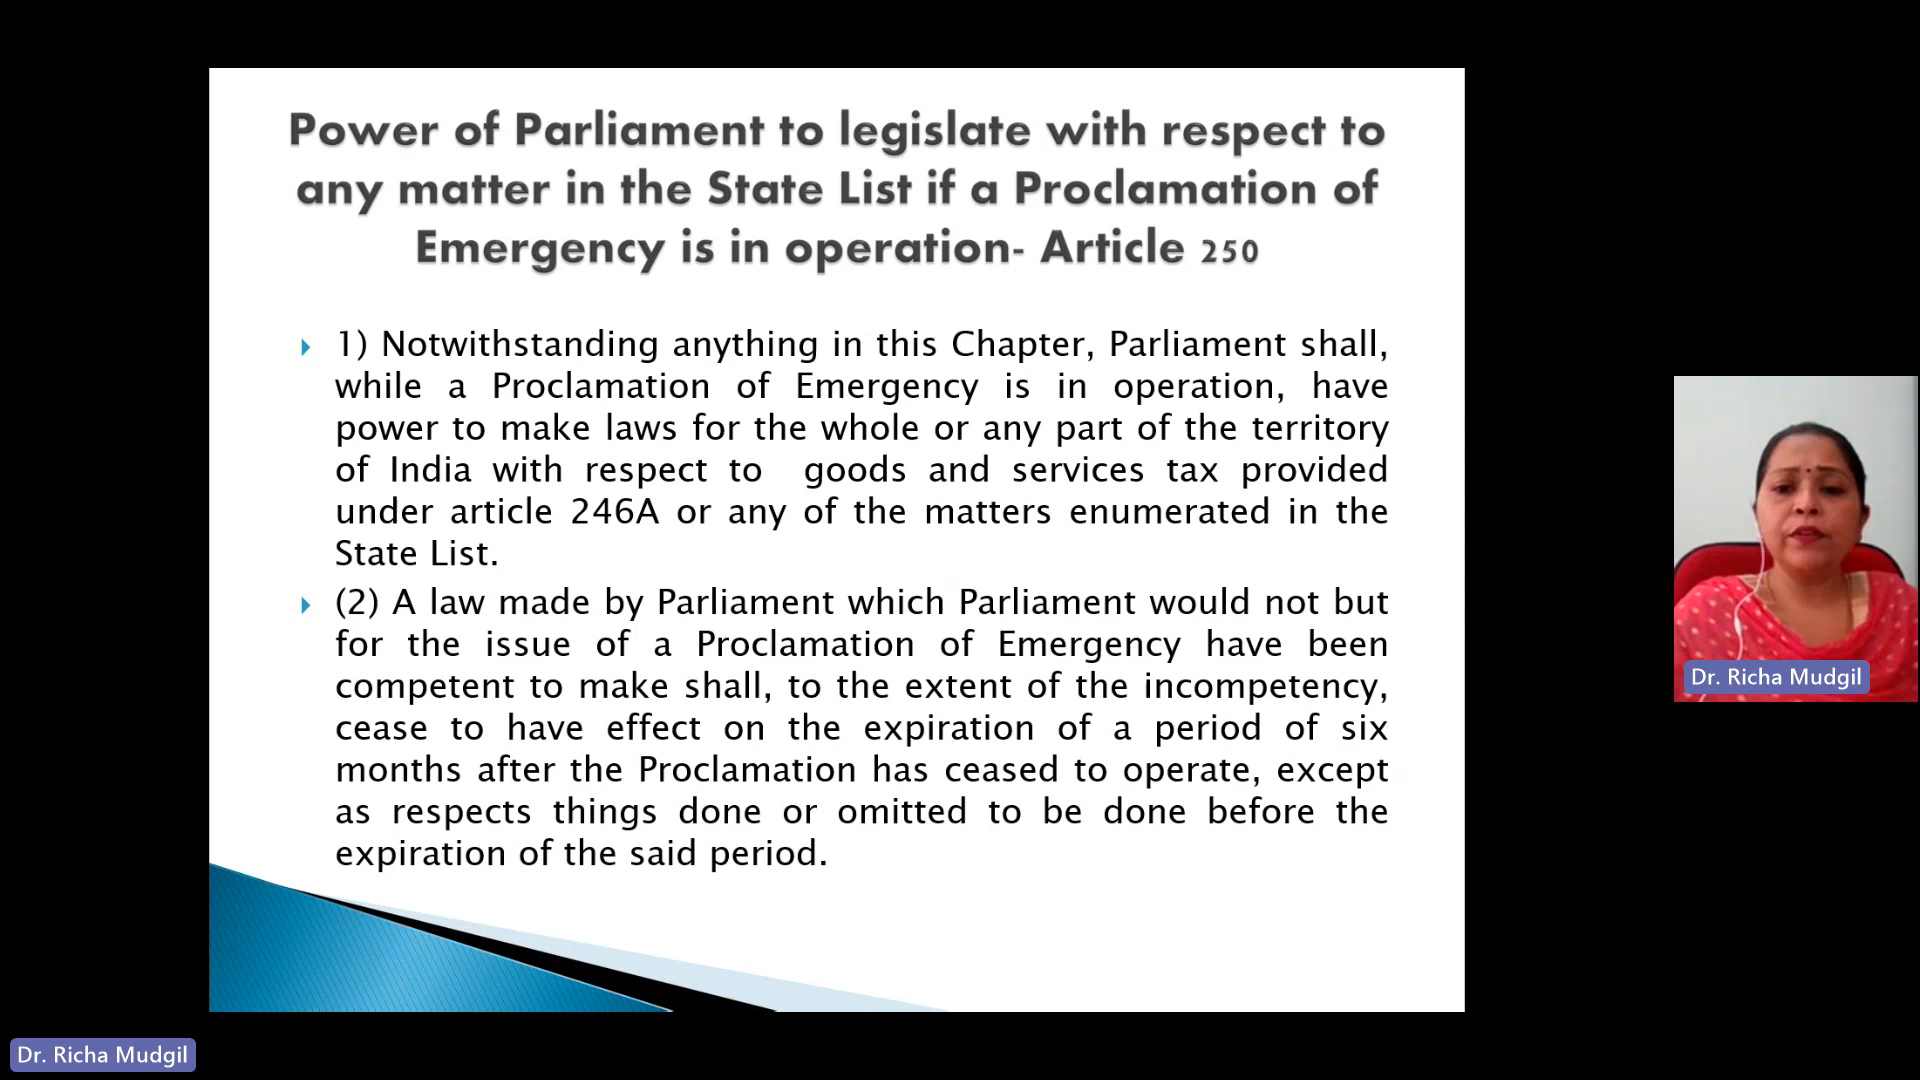 Power of Parliament to legislate with respect to
any matter in the State List if a Proclamation of
Emergency is in operation- Article 250
1) Notwithstanding anything in this Chapter, Parliament shall,
while a Proclamation of Emergency is in operation, have
power to make laws for the whole or any part of the territory
of India with respect to goods and services tax provided
under article 246A or any of the matters enumerated in the
State List.
(2) A law made by Parliament which Parliament would not but
for the issue of a Proclamation of Emergency have been
competent to make shall, to the extent of the incompetency,
cease to have effect on the expiration of a period of six
months after the Proclamation has ceased to operate, except
as respects things done or omitted to be done before the
expiration of the said period.
Dr. Richa Mudgil
Dr. Richa Mudgil